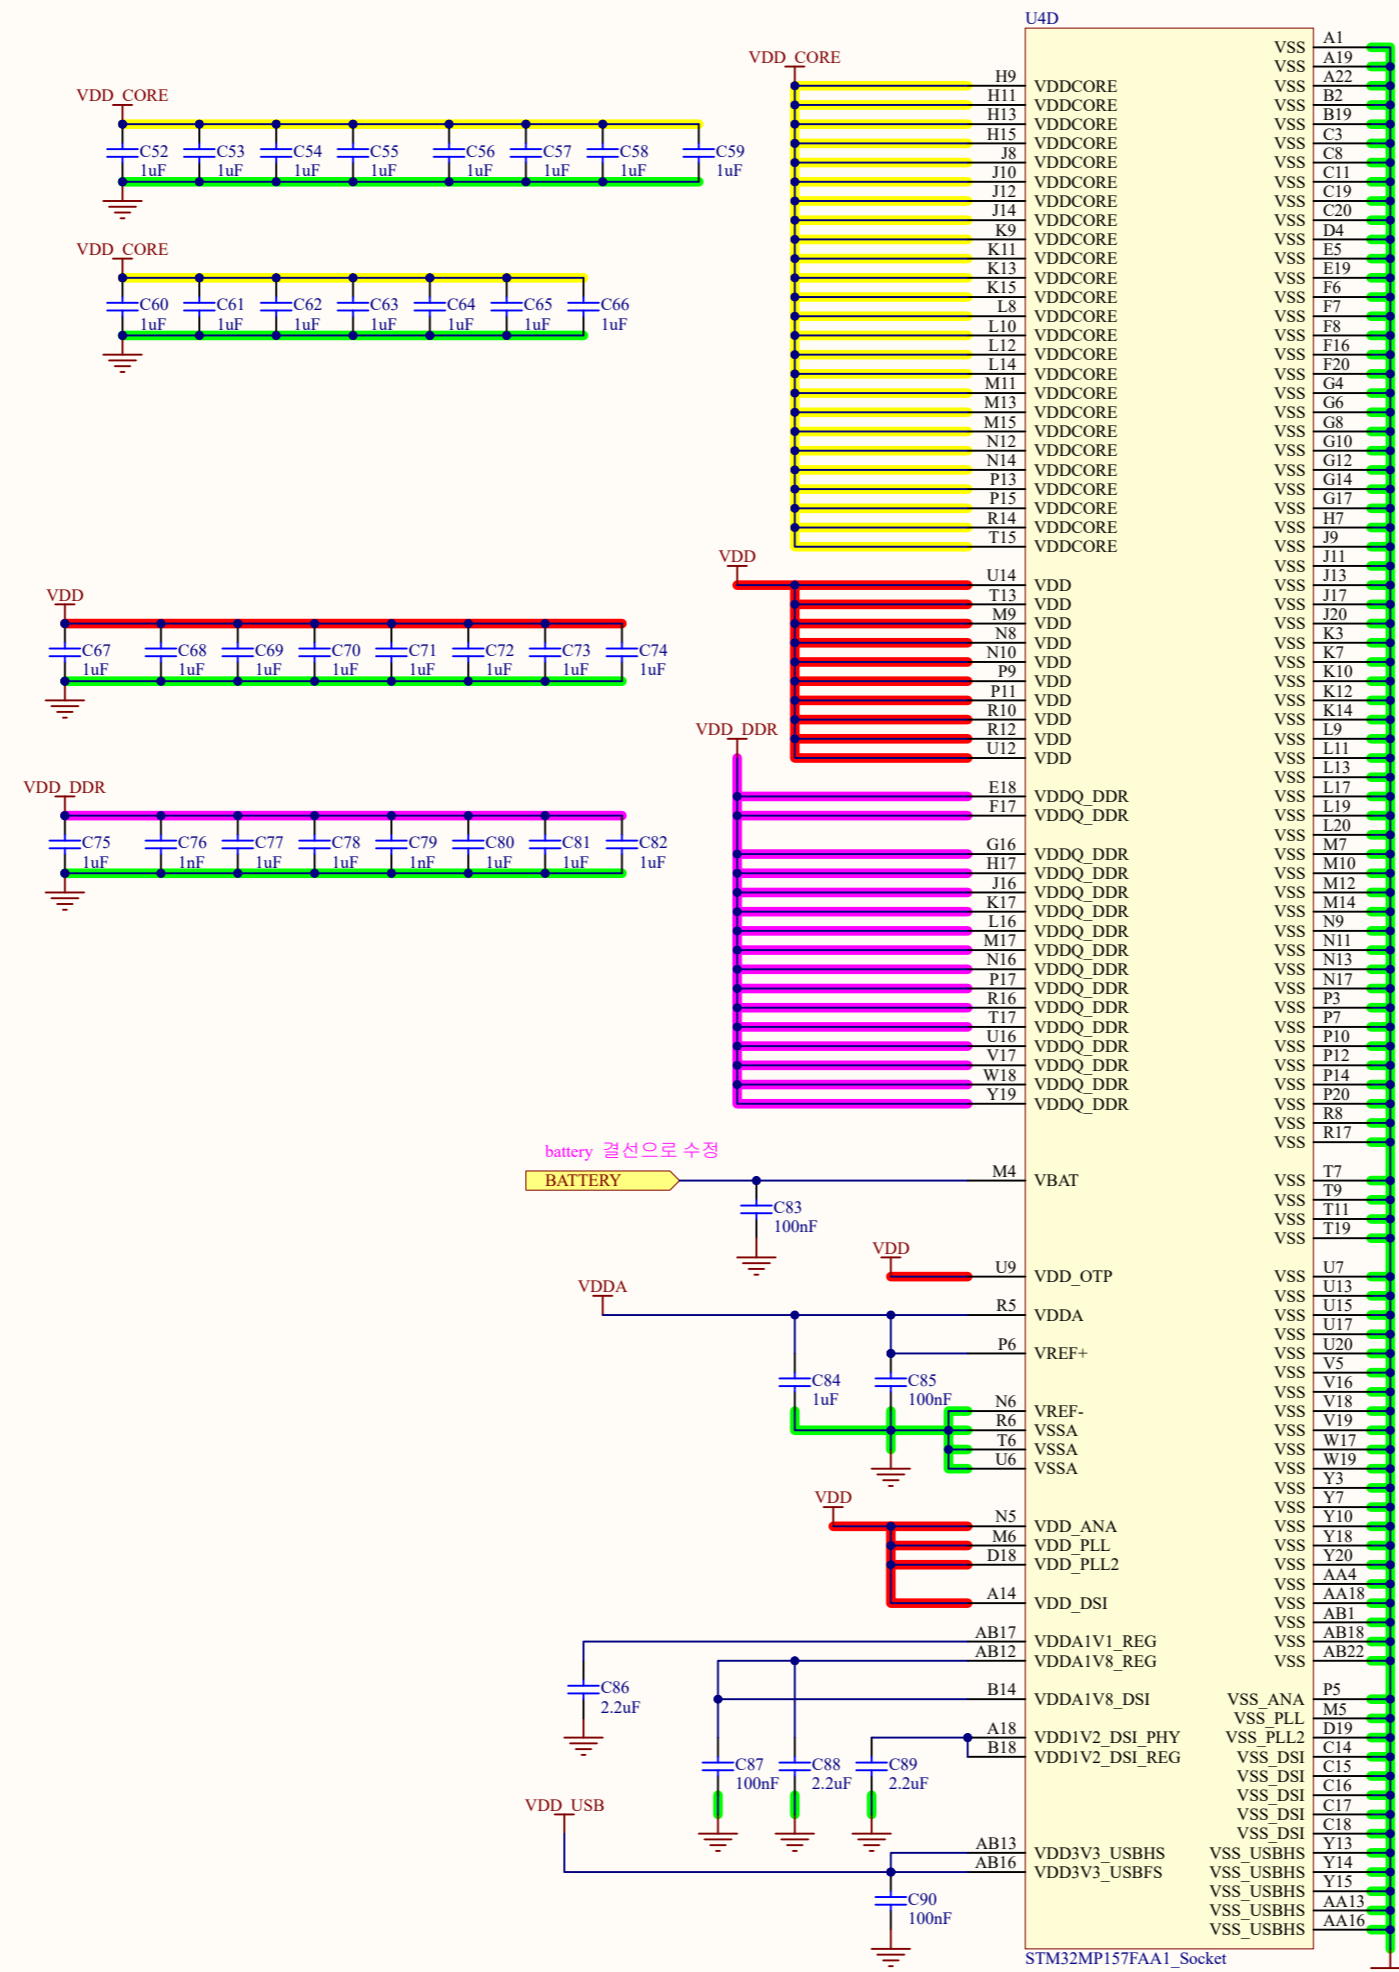 U4D
VDD_CORE
C52 C53 C54 C55 C56 C57 C58 C59
1uF 1uF 1uF 1uF 1uF 1uF 1uF 1uF
VDD_CORE
C60 C61 C62 C63 C64 C65 C66
1uF 1uF 1uF 1uF 1uF 1uF 1uF
VDD
C67 C68 C69 C70 C71 C72 C73 C74
1uF 1uF 1uF 1uF 1uF 1uF 1uF 1uF
VDD_DDR
C75 C76 C77 C78 C79 C80 C81 C82
1uF 1nF 1uF 1uF 1nF 1uF 1uF 1uF
VDD_CORE
H9 VDDCORE
H11 VDDCORE
H13 VDDCORE
H15 VDDCORE
J8 VDDCORE
J10 VDDCORE
J12 VDDCORE
J14 VDDCORE
K9 VDDCORE
K11 VDDCORE
K13 VDDCORE
K15 VDDCORE
L8 VDDCORE
L10 VDDCORE
L12 VDDCORE
L14 VDDCORE
M11 VDDCORE
M13 VDDCORE
M15 VDDCORE
N12 VDDCORE
N14 VDDCORE
P13 VDDCORE
P15 VDDCORE
R14 VDDCORE
T15 VDDCORE
VDD
U14 VDD
T13 VDD
M9 VDD
N8 VDD
N10 VDD
P9 VDD
P11 VDD
R10 VDD
R12 VDD
U12 VDD
VDD_DDR
E18 VDDQ_DDR
F17 VDDQ_DDR
G16 VDDQ_DDR
H17 VDDQ_DDR
J16 VDDQ_DDR
K17 VDDQ_DDR
L16 VDDQ_DDR
M17 VDDQ_DDR
N16 VDDQ_DDR
P17 VDDQ_DDR
R16 VDDQ_DDR
T17 VDDQ_DDR
U16 VDDQ_DDR
V17 VDDQ_DDR
W18 VDDQ_DDR
Y19 VDDQ_DDR
battery 결선으로 수정
BATTERY
M4 VBAT
C83
100nF
VDD
U9 VDD_OTP
VDDA
R5 VDDA
P6 VREF+
C84 C85
1uF 100nF
N6 VREF-
R6 VSSA
T6 VSSA
U6 VSSA
VDD
N5 VDD_ANA
M6 VDD_PLL
D18 VDD_PLL2
A14 VDD_DSI
AB17 VDDA1V1_REG
AB12 VDDA1V8_REG
C86
2.2uF
B14 VDDA1V8_DSI
A18 VDD1V2_DSI_PHY
B18 VDD1V2_DSI_REG
C87 C88 C89
100nF 2.2uF 2.2uF
VDD_USB
AB13 VDD3V3_USBHS
AB16 VDD3V3_USBFS
C90
100nF
VSS A1
VSS A19
VSS A22
VSS B2
VSS B19
VSS C3
VSS C8
VSS C11
VSS C19
VSS C20
VSS D4
VSS E5
VSS E19
VSS F6
VSS F7
VSS F8
VSS F16
VSS F20
VSS G4
VSS G6
VSS G8
VSS G10
VSS G12
VSS G14
VSS G17
VSS H7
VSS J9
VSS J11
VSS J13
VSS J17
VSS J20
VSS K3
VSS K7
VSS K10
VSS K12
VSS K14
VSS L9
VSS L11
VSS L13
VSS L17
VSS L19
VSS L20
VSS M7
VSS M10
VSS M12
VSS M14
VSS N9
VSS N11
VSS N13
VSS N17
VSS P3
VSS P7
VSS P10
VSS P12
VSS P14
VSS P20
VSS R8
VSS R17
VSS T7
VSS T9
VSS T11
VSS T19
VSS U7
VSS U13
VSS U15
VSS U17
VSS U20
VSS V5
VSS V16
VSS V18
VSS V19
VSS W17
VSS W19
VSS Y3
VSS Y7
VSS Y10
VSS Y18
VSS Y20
VSS AA4
VSS AA18
VSS AB1
VSS AB18
VSS AB22
VSS_ANA P5
VSS_PLL M5
VSS_PLL2 D19
VSS_DSI C14
VSS_DSI C15
VSS_DSI C16
VSS_DSI C17
VSS_DSI C18
VSS_USBHS Y13
VSS_USBHS Y14
VSS_USBHS Y15
VSS_USBHS AA13
VSS_USBHS AA16
STM32MP157FAA1_Socket